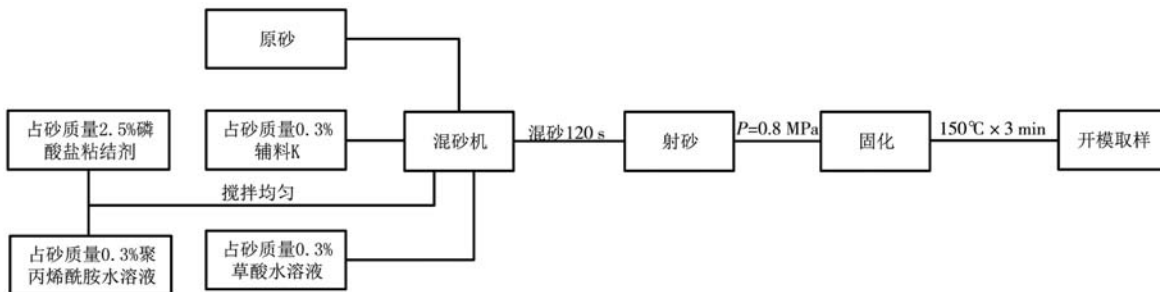 原砂
占砂质量2.5%磷
酸盐粘结剂
占砂质量0.3%
辅料K
混砂机
混砂120 s
射砂
P=0.8 MPa
固化
150℃ × 3 min
开模取样
搅拌均匀
占砂质量0.3%聚
丙烯酰胺水溶液
占砂质量0.3%
草酸水溶液